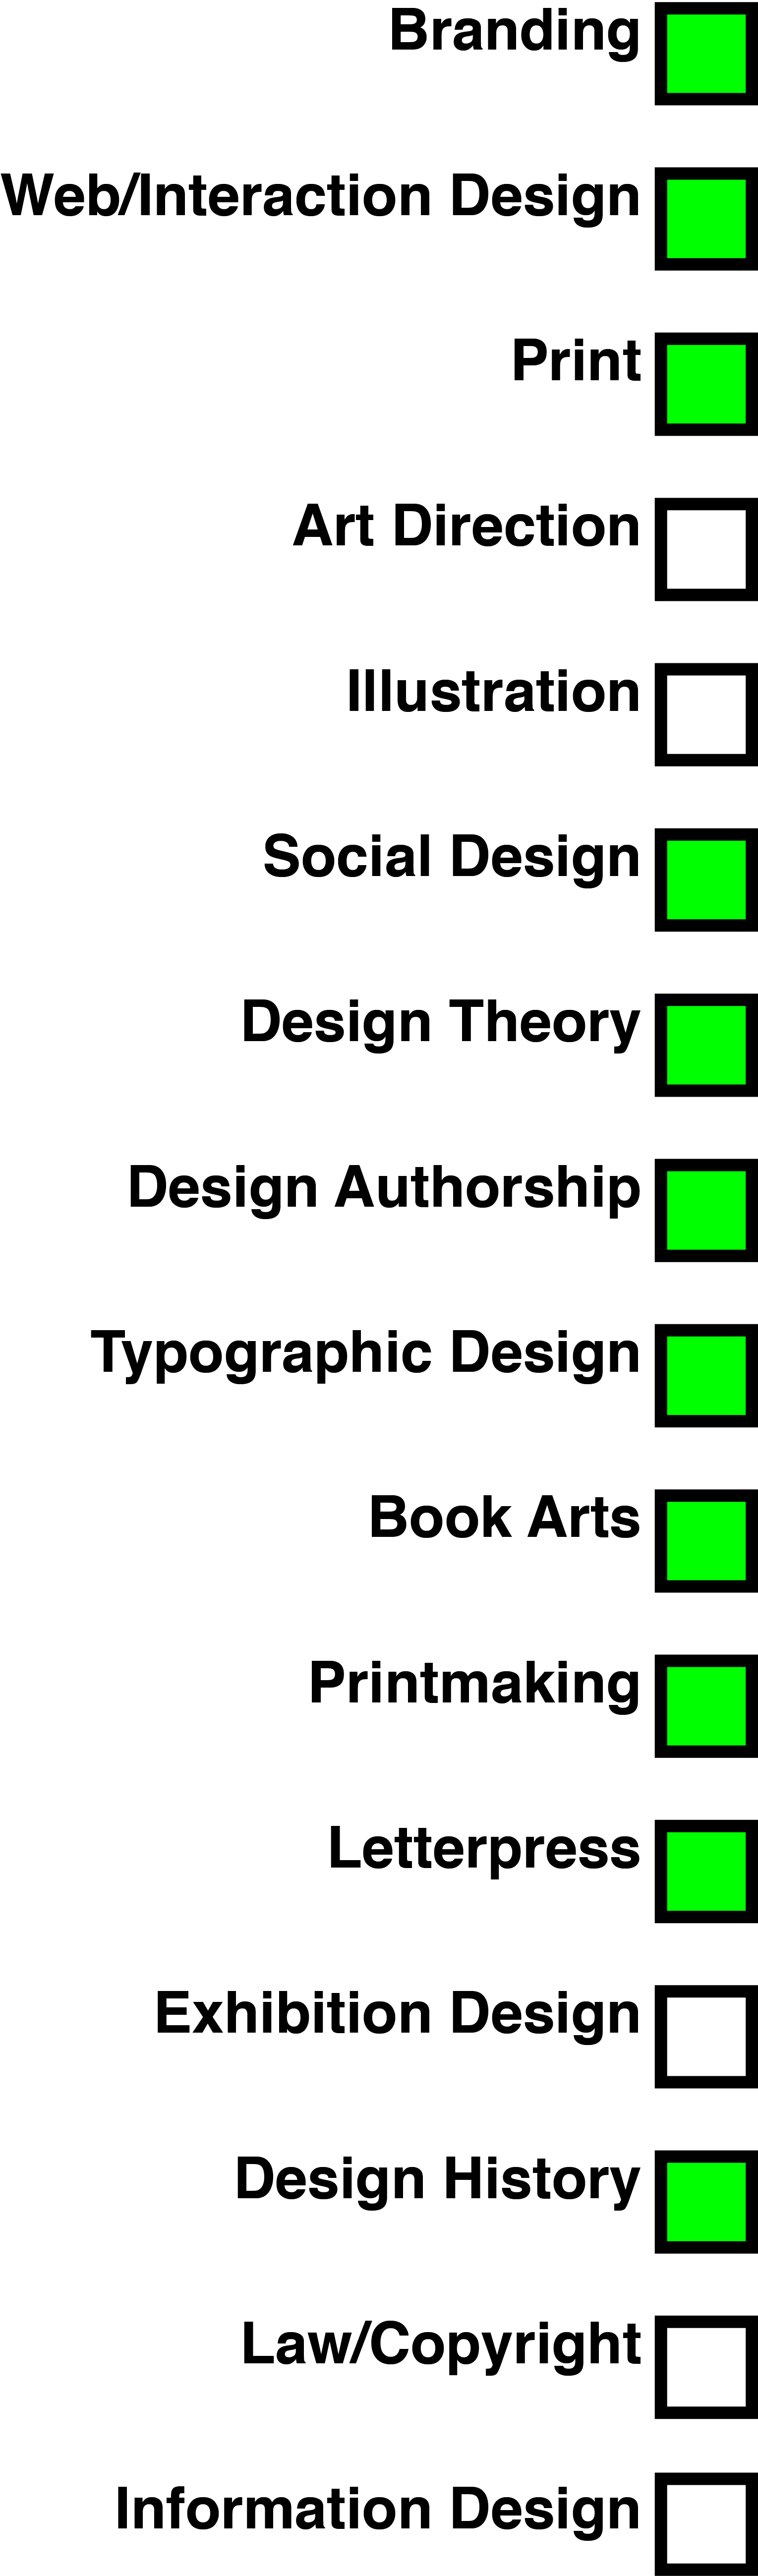 Branding
Web/Interaction Design
Print
Art Direction
Illustration
Social Design
Design Theory
Design Authorship
Typographic Design
Book Arts
Printmaking
Letterpress
Exhibition Design
Design History
Law/Copyright
Information Design